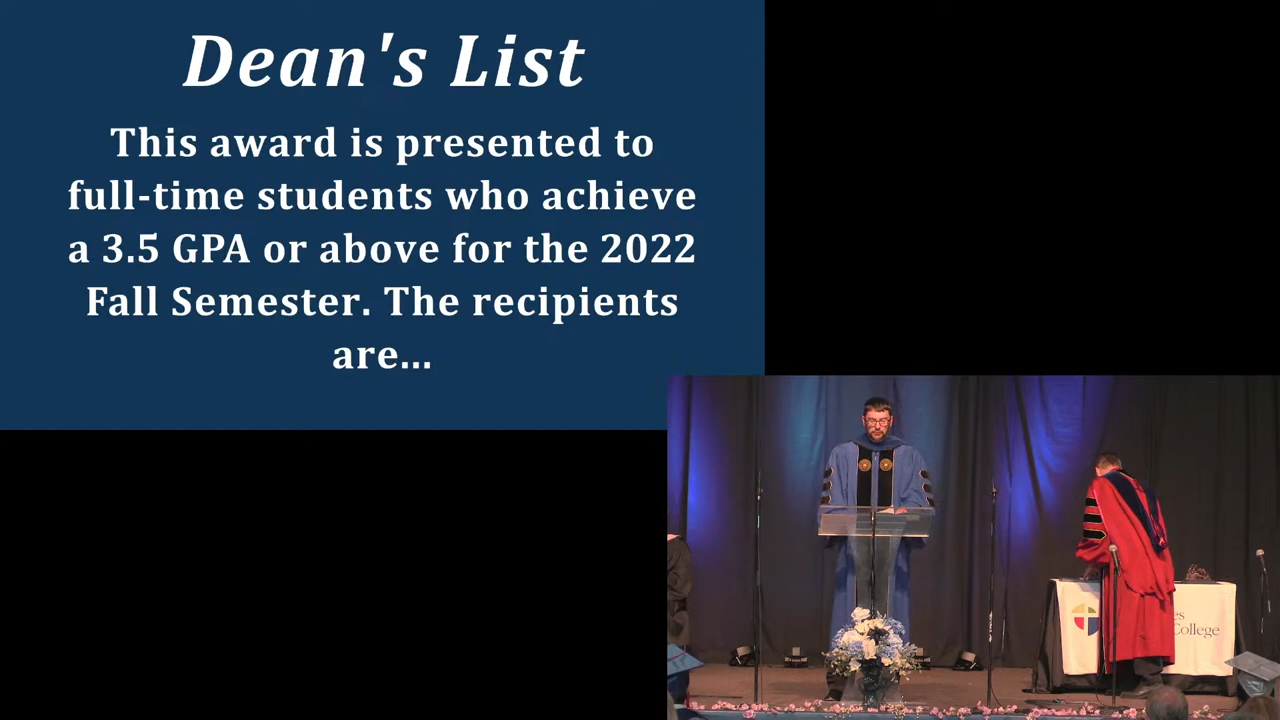 Dean's List
This award is presented to
full-time students who achieve
a 3.5 GPA or above for the 2022
Fall Semester. The recipients
are...
College